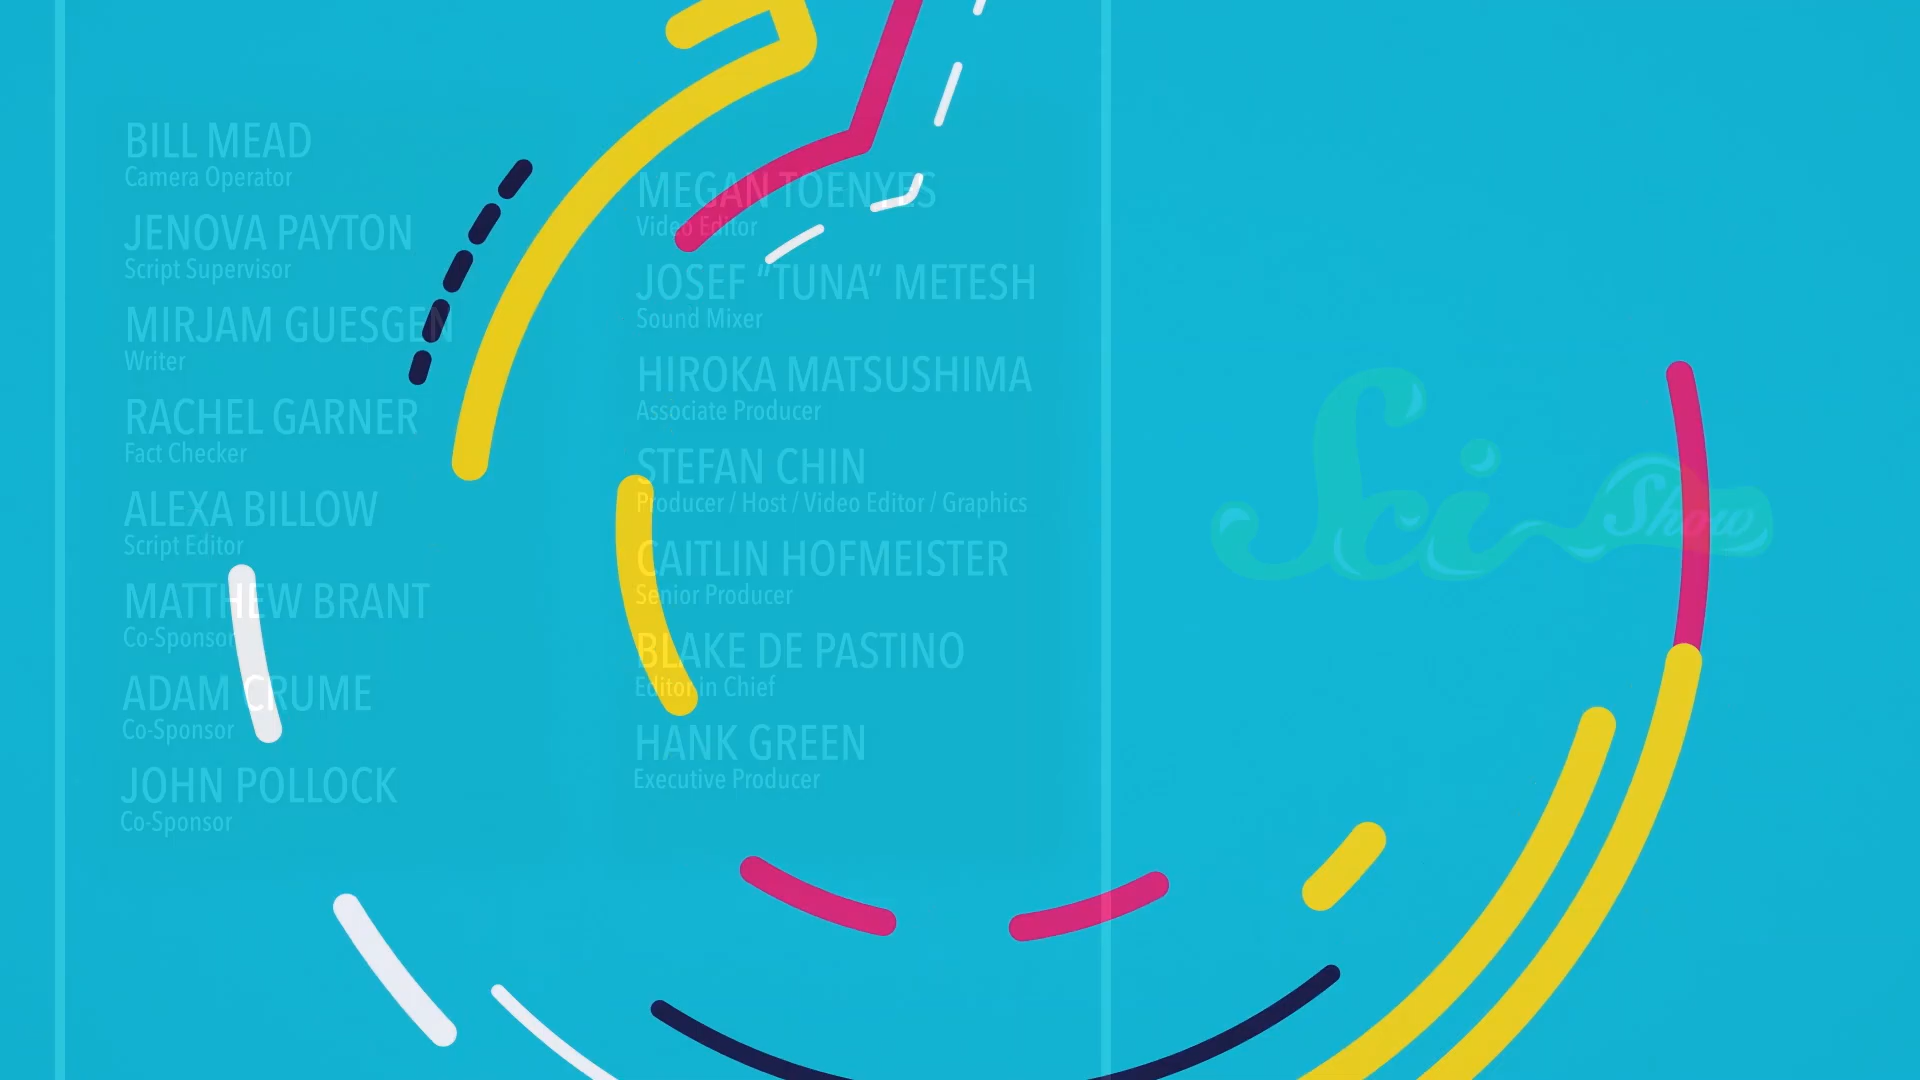 BILL MEAD
Camera Operator
JENOVA PAYTON
Script Supervisor
MIRJAM GUESGEN
Writer
RACHEL GARNER
Fact Checker
ALEXA BILLOW
Script Editor
MATTHEW BRANT
Co-Sponsor
ADAM CRUME
Co-Sponsor
JOHN POLLOCK
Co-Sponsor
MEGAN TOENYES
Video Editor
JOSEF “TUNA” METESH
Sound Mixer
HIROKA MATSUSHIMA
Associate Producer
STEFAN CHIN
Producer / Host / Video Editor / Graphics
CAITLIN HOFMEISTER
Senior Producer
BLAKE DE PASTINO
Editor in Chief
HANK GREEN
Executive Producer
Sci Show